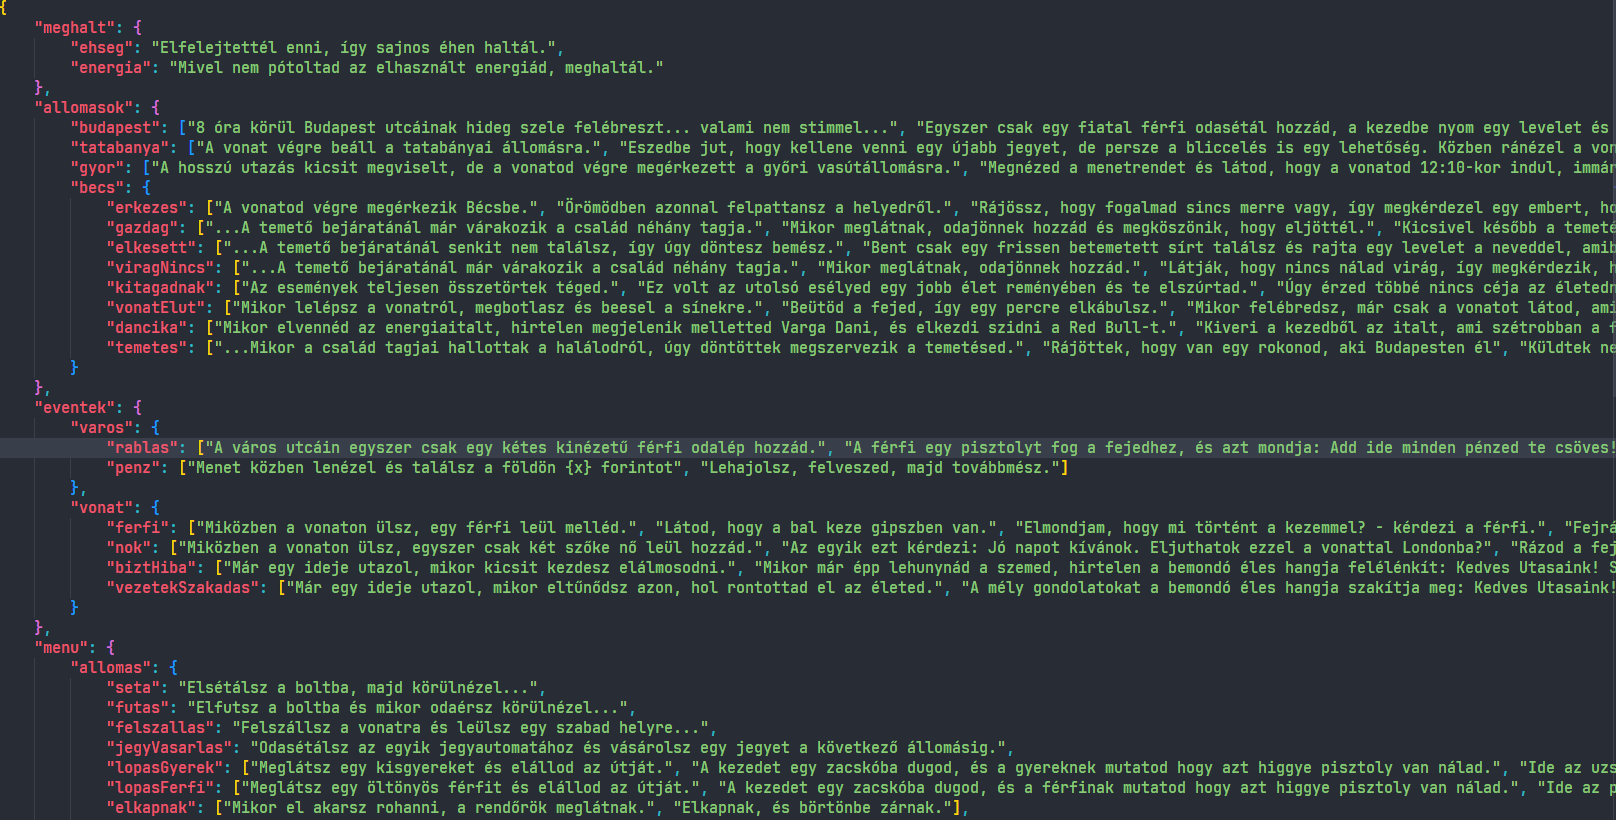 {
"meghalt": {
"ehseg": "Elfelejtettél enni, így sajnos éhen haltál.",
"energia": "Mivel nem pótoltad az elhasznált energiád, meghaltál."
},
"allomasok": {
"budapest": ["8 óra körül Budapest utcáinak hideg szele felébreszt... valami nem stimmel...", "Egyszer csak egy fiatal férfi odasétál hozzád, a kezedbe nyom egy levelet és
"tatabanya": ["A vonat végre beáll a tatabányai állomásra.", "Eszedbe jut, hogy kellene venni egy újabb jegyet, de persze a bliccelés is egy lehetőség. Közben ránézel a von
"gyor": ["A hosszú utazás kicsit megviselt, de a vonatod végre megérkezett a győri vasútállomásra.", "Megnézed a menetrendet és látod, hogy a vonatod 12:10-kor indul, immár
"becs": {
"erkezes": ["A vonatod végre megérkezik Bécsbe.", "Örömödben azonnal felpattansz a helyedről.", "Rájössz, hogy fogalmad sincs merre vagy, így megkérdezel egy embert, ho
"gazdag": ["...A temető bejáratánál már várakozik a család néhány tagja.", "Mikor meglátnak, odajönnek hozzád és megköszönik, hogy eljöttél.", "Kicsivel később a temeté
"elkesett": ["...A temető bejáratánál senkit nem találsz, így úgy döntesz bemész.", "Bent csak egy frissen betemetett sírt találsz és rajta egy levelet a neveddel, amib
"viragNincs": ["...A temető bejáratánál már várakozik a család néhány tagja.", "Mikor meglátnak, odajönnek hozzád.", "Látják, hogy nincs nálad virág, így megkérdezik, h
"kitagadnak": ["Az események teljesen összetörtek téged.", "Ez volt az utolsó esélyed egy jobb élet reményében és te elszúrtad.", "Úgy érzed többé nincs céja az életedn
"vonatElut": ["Mikor lelépsz a vonatról, megbotlasz és beesel a sínekre.", "Beütöd a fejed, így egy percre elkábulsz.", "Mikor felébredsz, már csak a vonatot látod, ami
"dancika": ["Mikor elvennéd az energiaitalt, hirtelen megjelenik melletted Varga Dani, és elkezdi szidni a Red Bull-t.", "Kiveri a kezedből az italt, ami szétrobban a f
"temetes": ["...Mikor a család tagjai hallottak a halálodról, úgy döntöttek megszervezik a temetésed.", "Rájöttek, hogy van egy rokonod, aki Budapesten él", "Küldtek ne
}
},
"eventek": {
"varos": {
"rablas": ["A város utcáin egyszer csak egy kétes kinézetű férfi odalép hozzád.", "A férfi egy pisztolyt fog a fejedhez, és azt mondja: Add ide minden pénzed te csöves!
"penz": ["Menet közben lenézel és találsz a földön {x} forintot", "Lehajolsz, felveszed, majd továbbmész."]
},
"vonat": {
"ferfi": ["Miközben a vonaton ülsz, egy férfi leül melléd.", "Látod, hogy a bal keze gipszben van.", "Elmondjam, hogy mi történt a kezemmel? - kérdezi a férfi.", "Fejrá
"nok": ["Miközben a vonaton ülsz, egyszer csak két szőke nő leül hozzád.", "Az egyik ezt kérdezi: Jó napot kívánok. Eljuthatok ezzel a vonattal Londonba?", "Rázod a fej
"biztHiba": ["Már egy ideje utazol, mikor kicsit kezdesz elálmosodni.", "Mikor már épp lehunynád a szemed, hirtelen a bemondó éles hangja felélénkít: Kedves Utasaink! S
"vezetekSzakadas": ["Már egy ideje utazol, mikor eltűnődsz azon, hol rontottad el az életed.", "A mély gondolatokat a bemondó éles hangja szakítja meg: Kedves Utasaink!
}
},
"menu": {
"allomas": {
"seta": "Elsétálsz a boltba, majd körülnézel...",
"futas": "Elfutsz a boltba és mikor odaérsz körülnézel...",
"felszallas": "Felszállsz a vonatra és leülsz egy szabad helyre...",
"jegyVasarlas": "Odasétálsz az egyik jegyautomatához és vásárolsz egy jegyet a következő állomásig.",
"lopasGyerek": ["Meglátsz egy kisgyereket és elállod az útját.", "A kezedet egy zacskóba dugod, és a gyereknek mutatod hogy azt higgye pisztoly van nálad.", "Ide az uzs
"lopasFerfi": ["Meglátsz egy öltönyös férfit és elállod az útját.", "A kezedet egy zacskóba dugod, és a férfinak mutatod hogy azt higgye pisztoly van nálad.", "Ide az p
"elkapnak": ["Mikor el akarsz rohanni, a rendőrök meglátnak.", "Elkapnak, és börtönbe zárnak."],